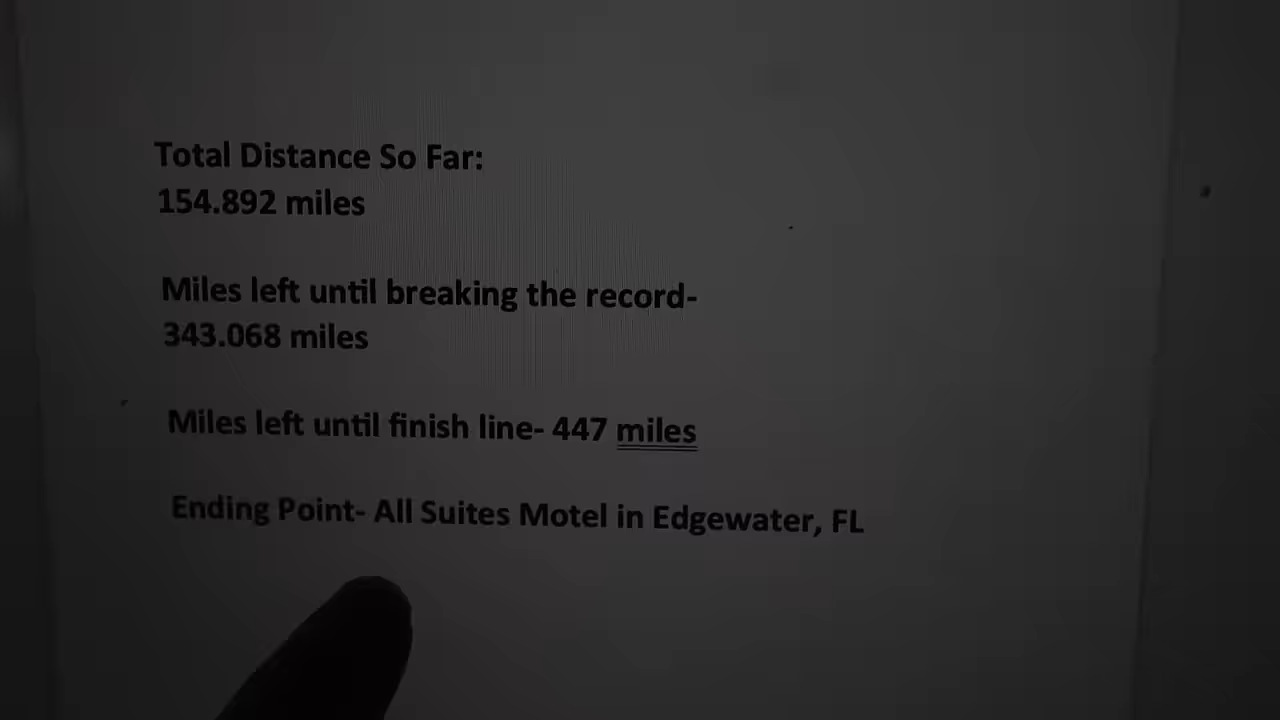 Total Distance So Far:
154.892 miles
Miles left until breaking the record-
343.068 miles
Miles left until finish line- 447 miles
Ending Point- All Suites Motel in Edgewater, FL